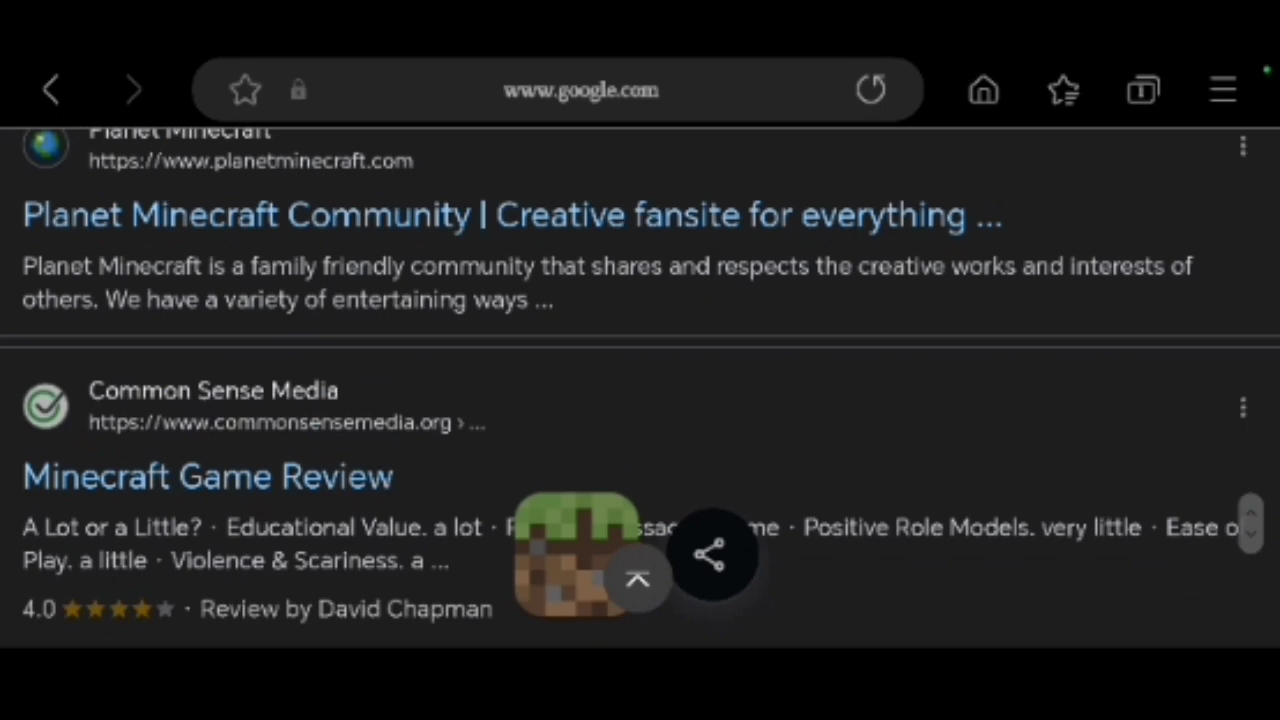 www.google.com
1
Planet Minecraft
https://www.planetminecraft.com
Planet Minecraft Community | Creative fansite for everything ...
Planet Minecraft is a family friendly community that shares and respects the creative works and interests of
others. We have a variety of entertaining ways ...
Common Sense Media
https://www.commonsensemedia.org › ...
Minecraft Game Review
A Lot or a Little? · Educational Value. a lot · · Positive Role Models. very little · Ease o
Play. a little · Violence & Scariness. a ...
4.0 · Review by David Chapman